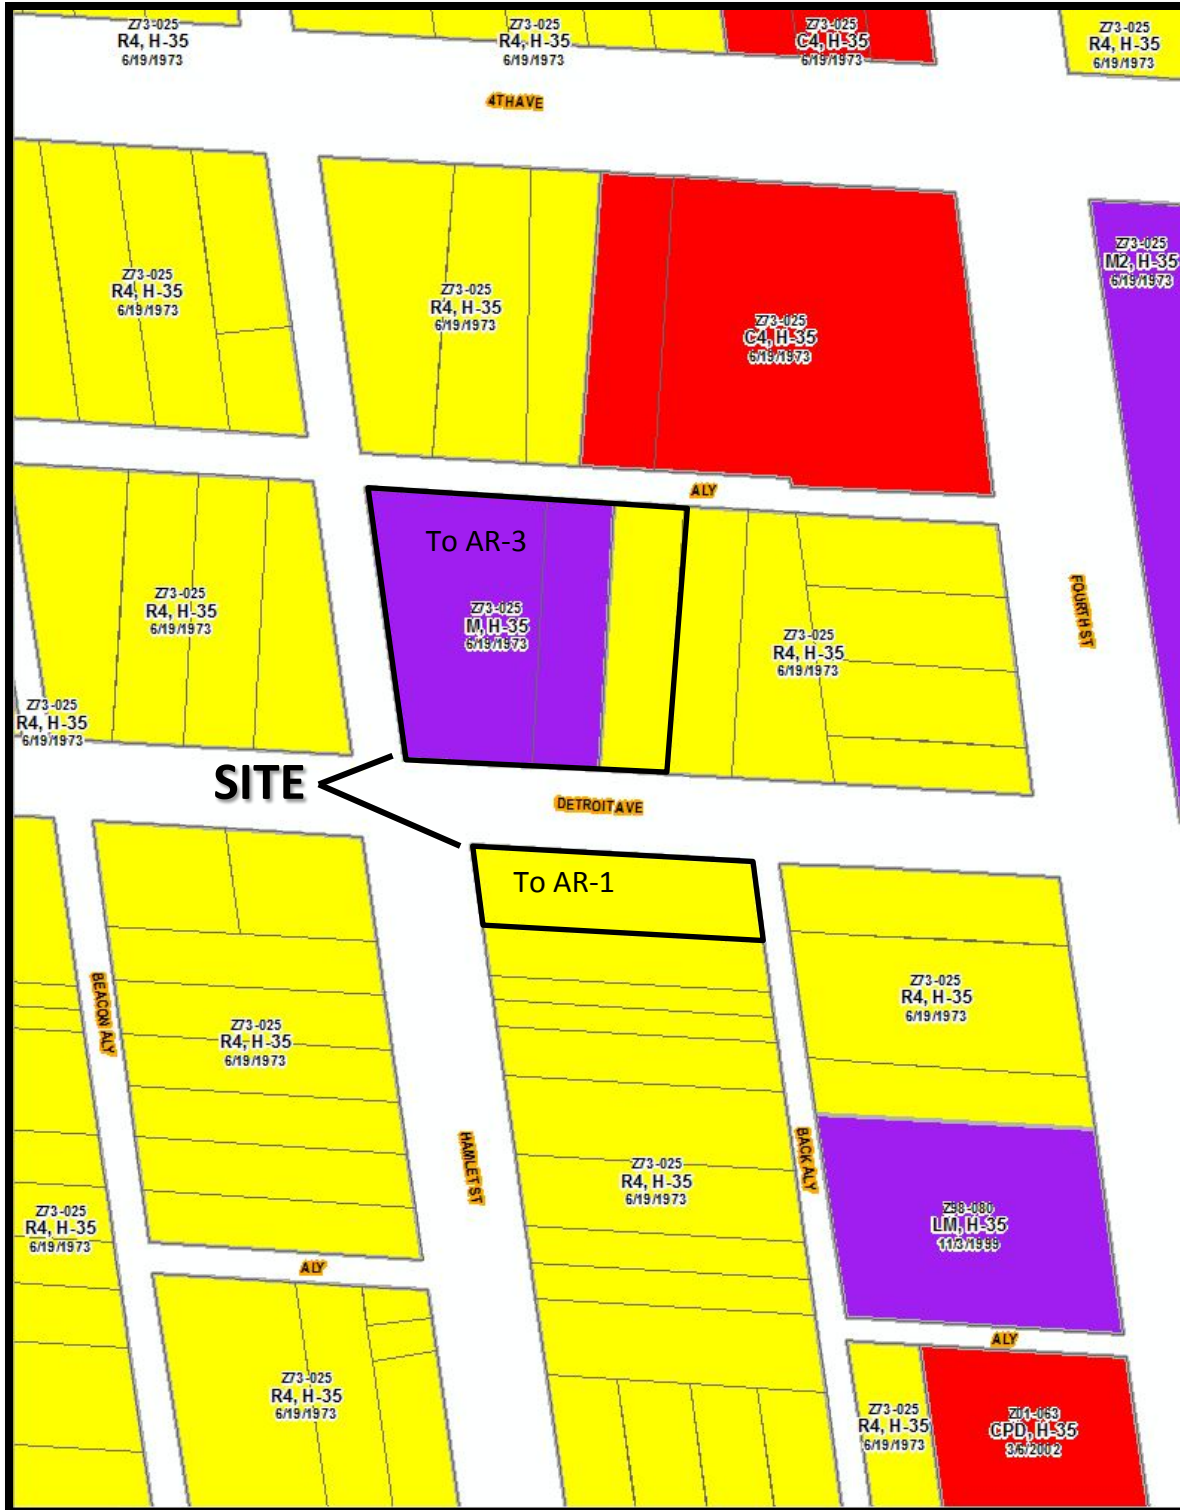 Z73-025
R4, H-35
6/19/1973
Z73-025
R4, H-35
6/19/1973
Z73-025
C4, H-35
6/19/1973
Z73-025
R4, H-35
6/19/1973
4TH AVE
Z73-025
R4, H-35
6/19/1973
Z73-025
R4, H-35
6/19/1973
Z73-025
C4, H-35
6/19/1973
Z73-025
M2, H-35
6/19/1973
ALY
To AR-3
Z73-025
R4, H-35
6/19/1973
Z73-025
M, H-35
6/19/1973
Z73-025
R4, H-35
6/19/1973
FOURTH ST
Z73-025
R4, H-35
6/19/1973
SITE
DETROIT AVE
To AR-1
BEACON ALY
Z73-025
R4, H-35
6/19/1973
Z73-025
R4, H-35
6/19/1973
HAMLET ST
Z73-025
R4, H-35
6/19/1973
BACK ALY
Z73-025
R4, H-35
6/19/1973
Z98-080
LM, H-35
11/3/1999
ALY
ALY
Z73-025
R4, H-35
6/19/1973
Z73-025
R4, H-35
6/19/1973
Z01-063
CPD, H-35
3/6/2002